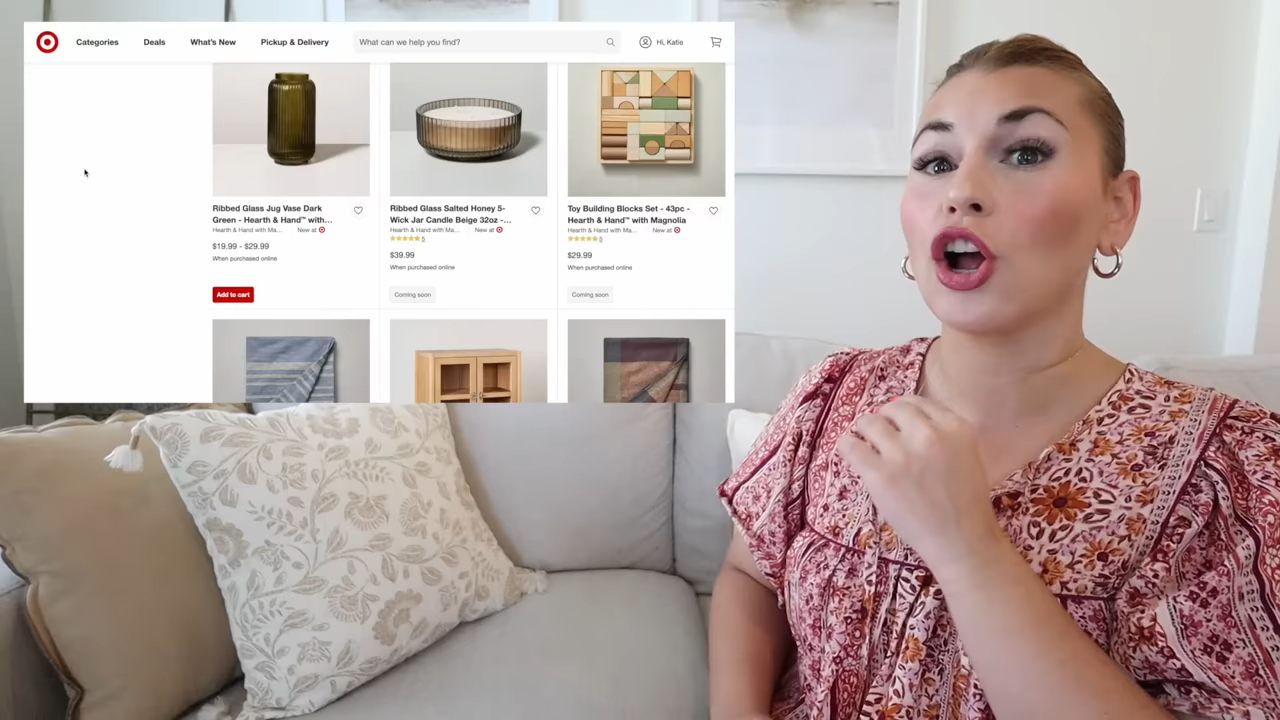 Categories
Deals
What's New
Pickup & Delivery
What can we help you find?
Hi, Katie
Ribbed Glass Jug Vase Dark
Green - Hearth & Hand™ with...
Hearth & Hand with Ma...
New at
$19.99 - $29.99
When purchased online
Add to cart
Ribbed Glass Salted Honey 5-
Wick Jar Candle Beige 32oz -...
Hearth & Hand with Ma...
New at
5
$39.99
When purchased online
Coming soon
Toy Building Blocks Set - 43pc -
Hearth & Hand™ with Magnolia
Hearth & Hand with Ma...
New at
$29.99
When purchased online
Coming soon